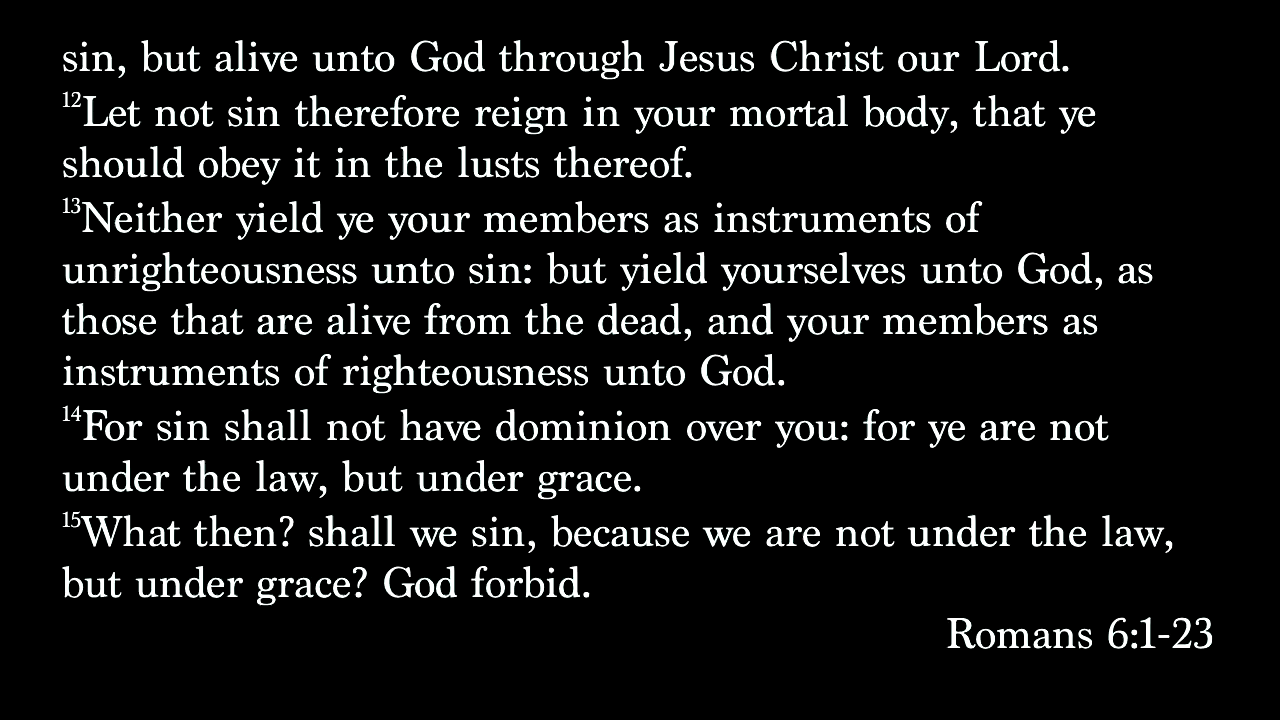 sin, but alive unto God through Jesus Christ our Lord.
12Let not sin therefore reign in your mortal body, that ye
should obey it in the lusts thereof.
13Neither yield ye your members as instruments of
unrighteousness unto sin: but yield yourselves unto God, as
those that are alive from the dead, and your members as
instruments of righteousness unto God.
14For sin shall not have dominion over you: for ye are not
under the law, but under grace.
15What then? shall we sin, because we are not under the law,
but under grace? God forbid.
Romans 6:1-23